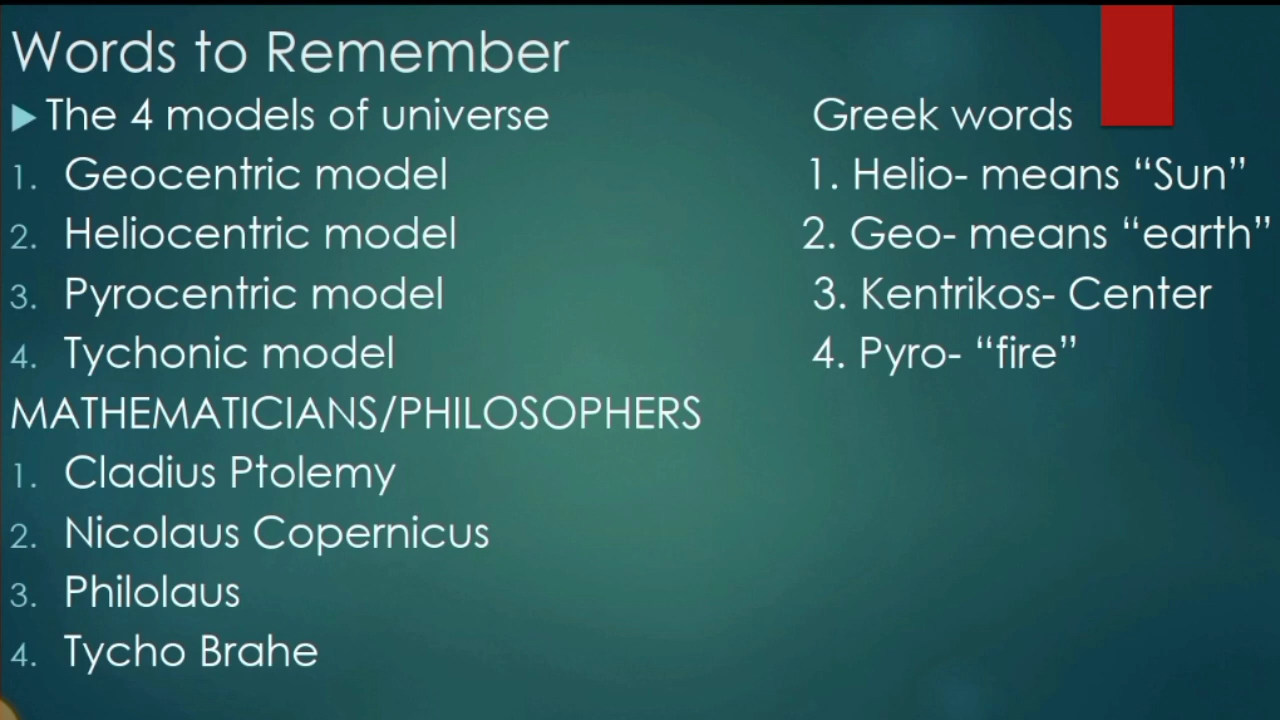 Words to Remember
▶ The 4 models of universe
1. Geocentric model
2. Heliocentric model
3. Pyrocentric model
4. Tychonic model
Greek words
1. Helio- means “Sun”
2. Geo- means “earth”
3. Kentrikos- Center
4. Pyro- “fire”
MATHEMATICIANS/PHILOSOPHERS
1. Cladius Ptolemy
2. Nicolaus Copernicus
3. Philolaus
4. Tycho Brahe